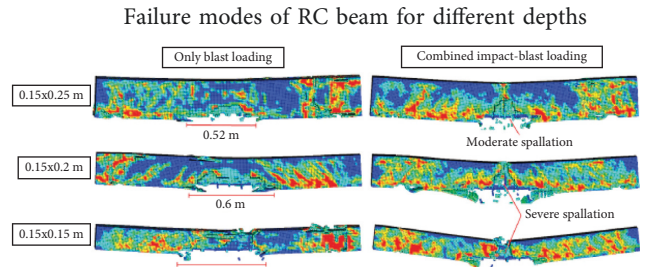 Failure modes of RC beam for different depths
Only blast loading
Combined impact-blast loading
0.15x0.25 m
0.52 m
Moderate spallation
0.15x0.2 m
0.6 m
Severe spallation
0.15x0.15 m